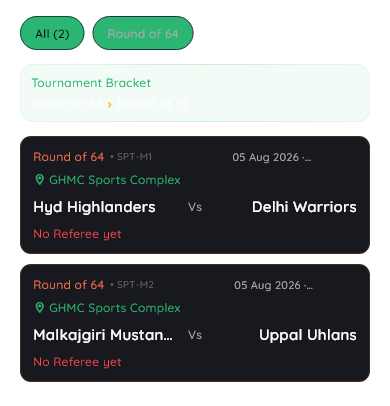 All (2) Round of 64
Tournament Bracket
Round of 64 › Round of 32
Round of 64 • SPT-M1 05 Aug 2026 ·...
GHMC Sports Complex
Hyd Highlanders Vs Delhi Warriors
No Referee yet
Round of 64 • SPT-M2 05 Aug 2026 ·...
GHMC Sports Complex
Malkajgiri Mustan... Vs Uppal Uhlans
No Referee yet